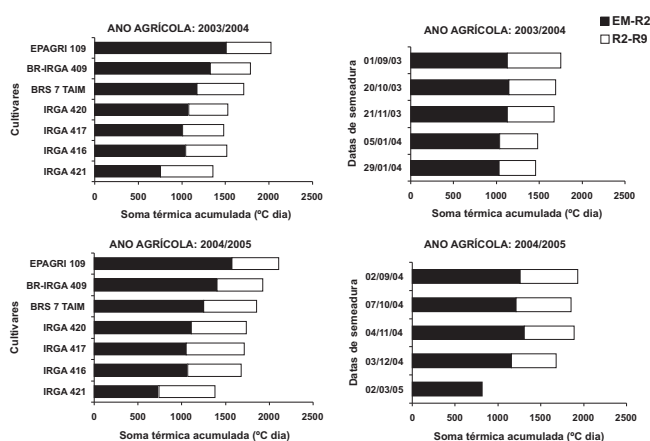 ANO AGRÍCOLA: 2003/2004
EPAGRI 109
BR-IRGA 409
BRS 7 TAIM
IRGA 420
IRGA 417
IRGA 416
IRGA 421
Cultivares
0 500 1000 1500 2000 2500
Soma térmica acumulada (ºC dia)
ANO AGRÍCOLA: 2003/2004
EM-R2
R2-R9
01/09/03
20/10/03
21/11/03
05/01/04
29/01/04
Datas de semeadura
0 500 1000 1500 2000 2500
Soma térmica acumulada (ºC dia)
ANO AGRÍCOLA: 2004/2005
EPAGRI 109
BR-IRGA 409
BRS 7 TAIM
IRGA 420
IRGA 417
IRGA 416
IRGA 421
Cultivares
0 500 1000 1500 2000 2500
Soma térmica acumulada (ºC dia)
ANO AGRÍCOLA: 2004/2005
02/09/04
07/10/04
04/11/04
03/12/04
02/03/05
Datas de semeadura
0 500 1000 1500 2000 2500
Soma térmica acumulada (ºC dia)